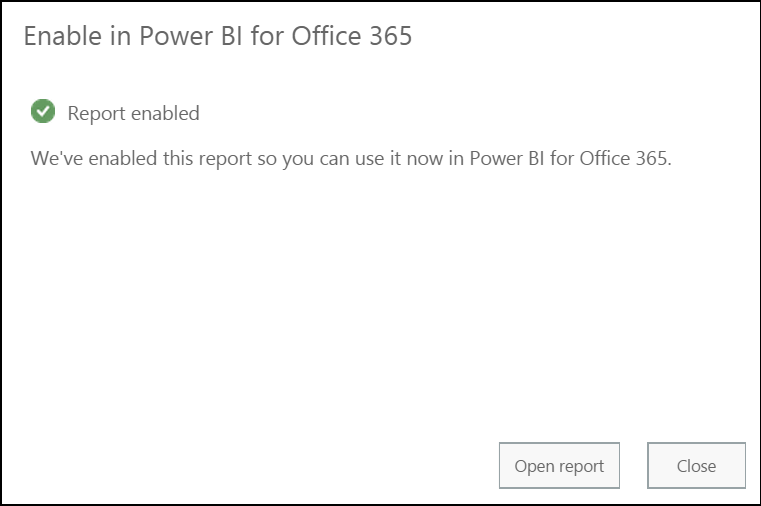 Enable in Power BI for Office 365
Report enabled
We've enabled this report so you can use it now in Power BI for Office 365.
Open report
Close